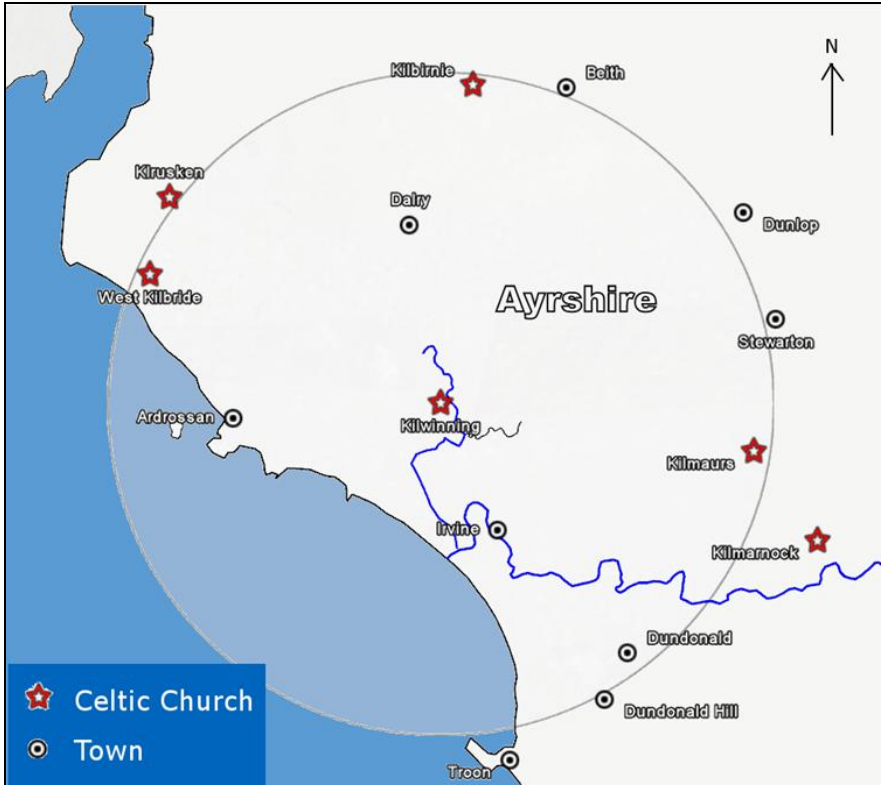 N
Kilbirnie
Beith
Klrusken
Dalry
Dunlop
West Kilbride
Ayrshire
Stewarton
Ardrossan
Kilwinning
Kilmaurs
Irvine
Kilmarnock
Dundonald
Dundonald Hill
Celtic Church
Town
Troon